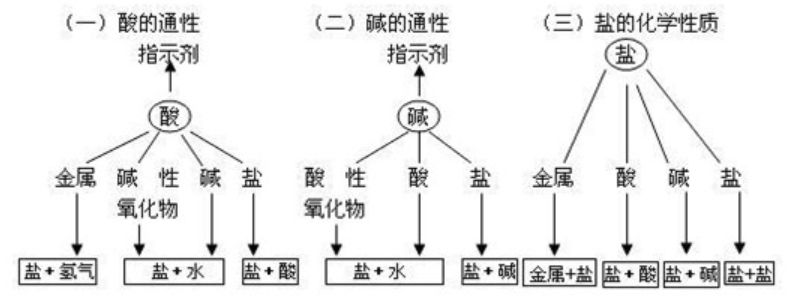 （一）酸的通性 （二）碱的通性 （三）盐的化学性质
指示剂 指示剂
酸 碱 盐
金属 碱 性 碱 盐 酸 性 酸 盐 金属 酸 碱 盐
氧化物 氧化物
盐+氢气 盐+水 盐+酸 盐+水 盐+碱 金属+盐 盐+酸 盐+碱 盐+盐